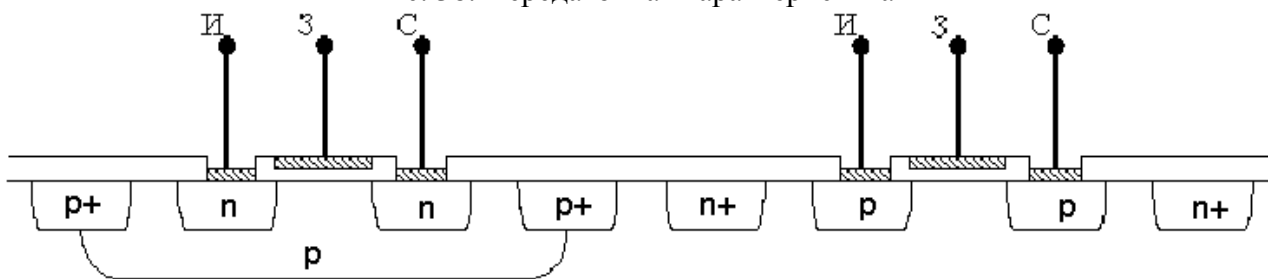 И З С И З С
p+ n n p+ n+ p p n+
p